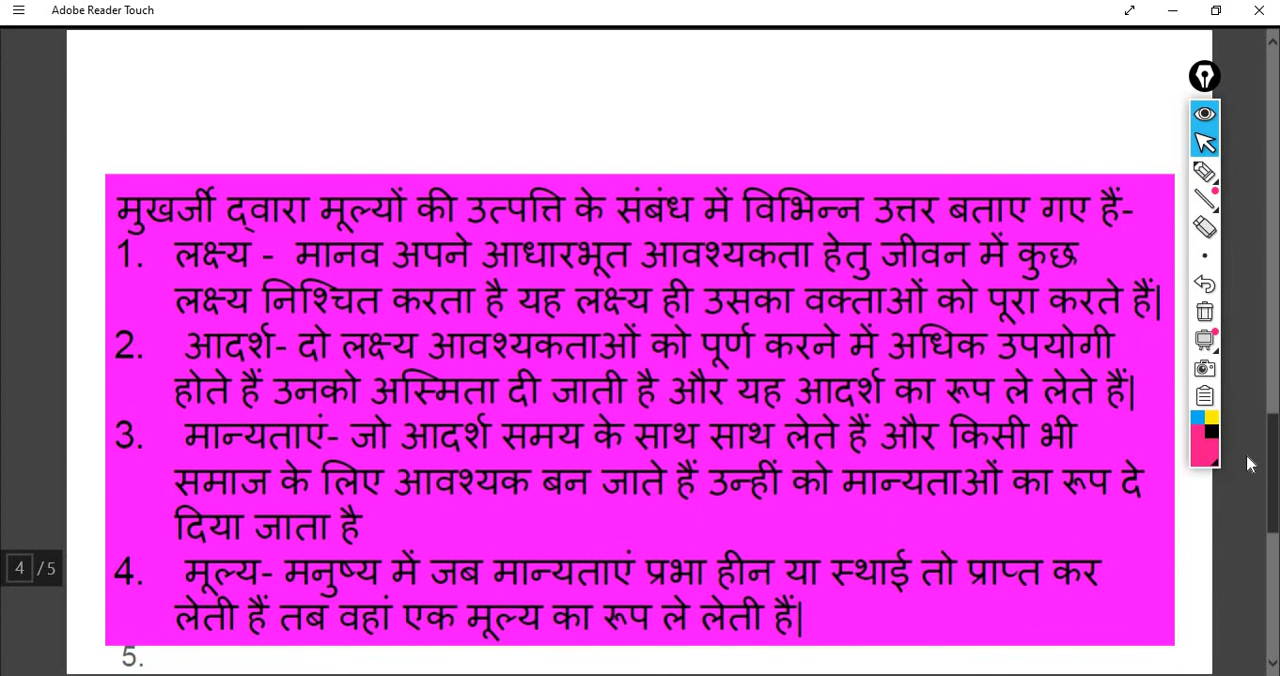 Adobe Reader Touch
मुखर्जी द्वारा मूल्यों की उत्पत्ति के संबंध में विभिन्न उत्तर बताए गए हैं-
1. लक्ष्य - मानव अपने आधारभूत आवश्यकता हेतु जीवन में कुछ
लक्ष्य निश्चित करता है यह लक्ष्य ही उसका वक्ताओं को पूरा करते हैं|
2. आदर्श- दो लक्ष्य आवश्यकताओं को पूर्ण करने में अधिक उपयोगी
होते हैं उनको अस्मिता दी जाती है और यह आदर्श का रूप ले लेते हैं|
3. मान्यताएं- जो आदर्श समय के साथ साथ लेते हैं और किसी भी
समाज के लिए आवश्यक बन जाते हैं उन्हीं को मान्यताओं का रूप दे
दिया जाता है
4. मूल्य- मनुष्य में जब मान्यताएं प्रभा हीन या स्थाई तो प्राप्त कर
लेती हैं तब वहां एक मूल्य का रूप ले लेती हैं|
5.
4 / 5